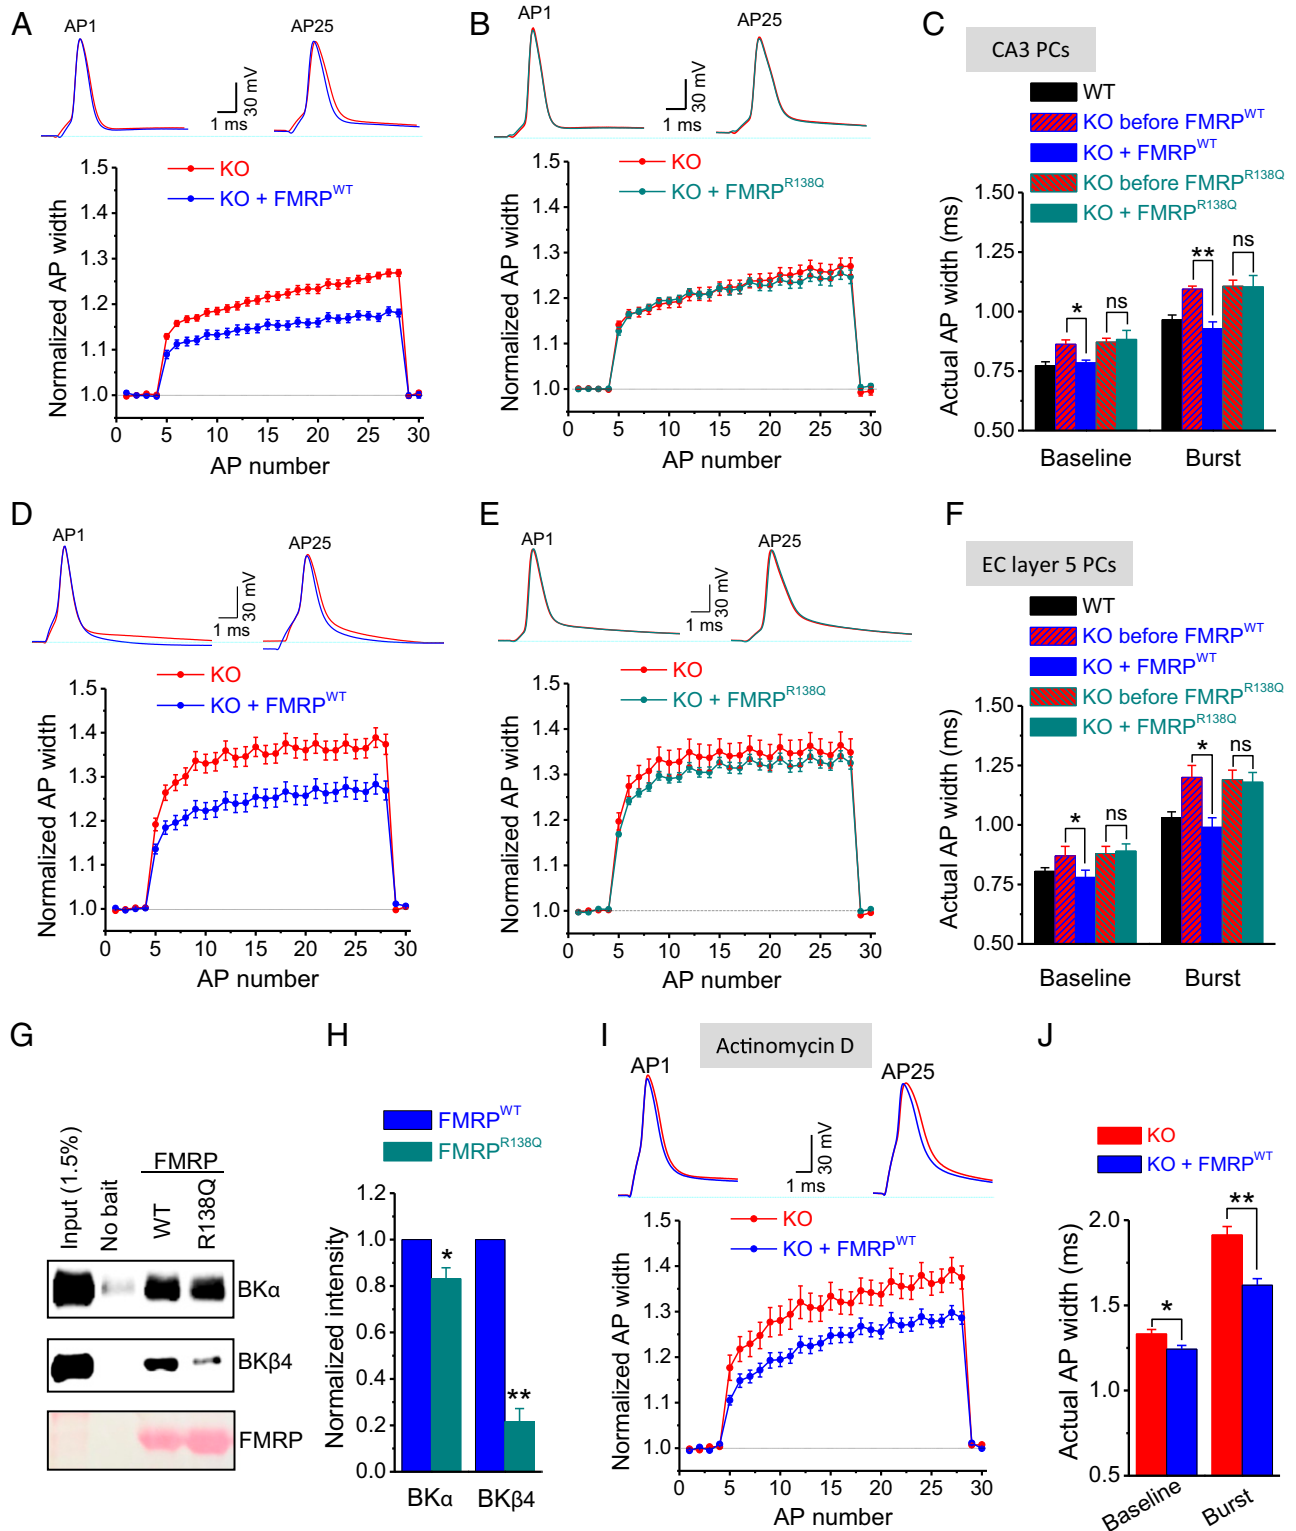 A
AP1
AP25
30 mV
1 ms
KO
KO + FMRP^WT
Normalized AP width
1.5
1.4
1.3
1.2
1.1
1.0
0 5 10 15 20 25 30
AP number
B
AP1
AP25
30 mV
1 ms
KO
KO + FMRP^R138Q
Normalized AP width
1.5
1.4
1.3
1.2
1.1
1.0
0 5 10 15 20 25 30
AP number
C
CA3 PCs
WT
KO before FMRP^WT
KO + FMRP^WT
KO before FMRP^R138Q
KO + FMRP^R138Q
Actual AP width (ms)
1.50
1.25
1.00
0.75
0.50
* ns ** ns
Baseline Burst
D
AP1
AP25
30 mV
1 ms
KO
KO + FMRP^WT
Normalized AP width
1.5
1.4
1.3
1.2
1.1
1.0
0 5 10 15 20 25 30
AP number
E
AP1
AP25
30 mV
1 ms
KO
KO + FMRP^R138Q
Normalized AP width
1.5
1.4
1.3
1.2
1.1
1.0
0 5 10 15 20 25 30
AP number
F
EC layer 5 PCs
WT
KO before FMRP^WT
KO + FMRP^WT
KO before FMRP^R138Q
KO + FMRP^R138Q
Actual AP width (ms)
1.50
1.25
1.00
0.75
0.50
* ns * ns
Baseline Burst
G
Input (1.5%)
No bait
FMRP
WT
R138Q
BKα
BKβ4
FMRP
H
FMRP^WT
FMRP^R138Q
Normalized intensity
1.2
1.0
0.8
0.6
0.4
0.2
0.0
* **
BKα BKβ4
I
Actinomycin D
AP1
AP25
30 mV
1 ms
KO
KO + FMRP^WT
Normalized AP width
1.5
1.4
1.3
1.2
1.1
1.0
0 5 10 15 20 25 30
AP number
J
KO
KO + FMRP^WT
Actual AP width (ms)
2.0
1.5
1.0
0.5
* **
Baseline Burst